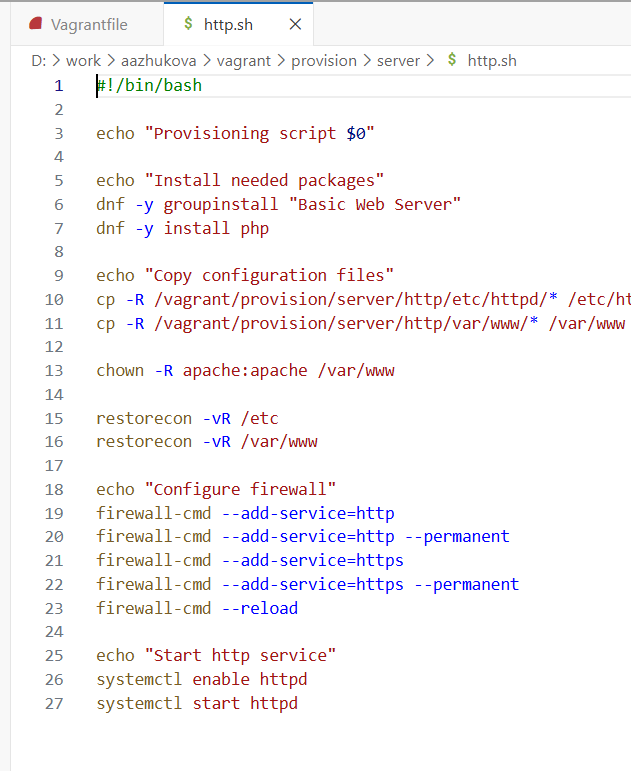 Vagrantfile $ http.sh
D: > work > aazhukova > vagrant > provision > server > $ http.sh
1 #!/bin/bash
2
3 echo "Provisioning script $0"
4
5 echo "Install needed packages"
6 dnf -y groupinstall "Basic Web Server"
7 dnf -y install php
8
9 echo "Copy configuration files"
10 cp -R /vagrant/provision/server/http/etc/httpd/* /etc/ht
11 cp -R /vagrant/provision/server/http/var/www/* /var/www
12
13 chown -R apache:apache /var/www
14
15 restorecon -vR /etc
16 restorecon -vR /var/www
17
18 echo "Configure firewall"
19 firewall-cmd --add-service=http
20 firewall-cmd --add-service=http --permanent
21 firewall-cmd --add-service=https
22 firewall-cmd --add-service=https --permanent
23 firewall-cmd --reload
24
25 echo "Start http service"
26 systemctl enable httpd
27 systemctl start httpd